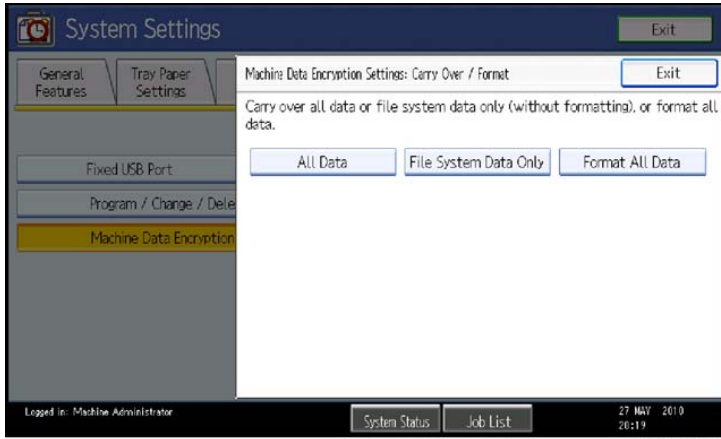 System Settings
Exit
General
Features
Tray Paper
Settings
Machine Data Encryption Settings: Carry Over / Format
Exit
Carry over all data or file system data only (without formatting), or format all
data.
All Data
File System Data Only
Format All Data
Fixed USB Port
Program / Change / Dele
Machine Data Encryption
Logged in: Machine Administrator
System Status
Job List
27 MAY 2010
20:19